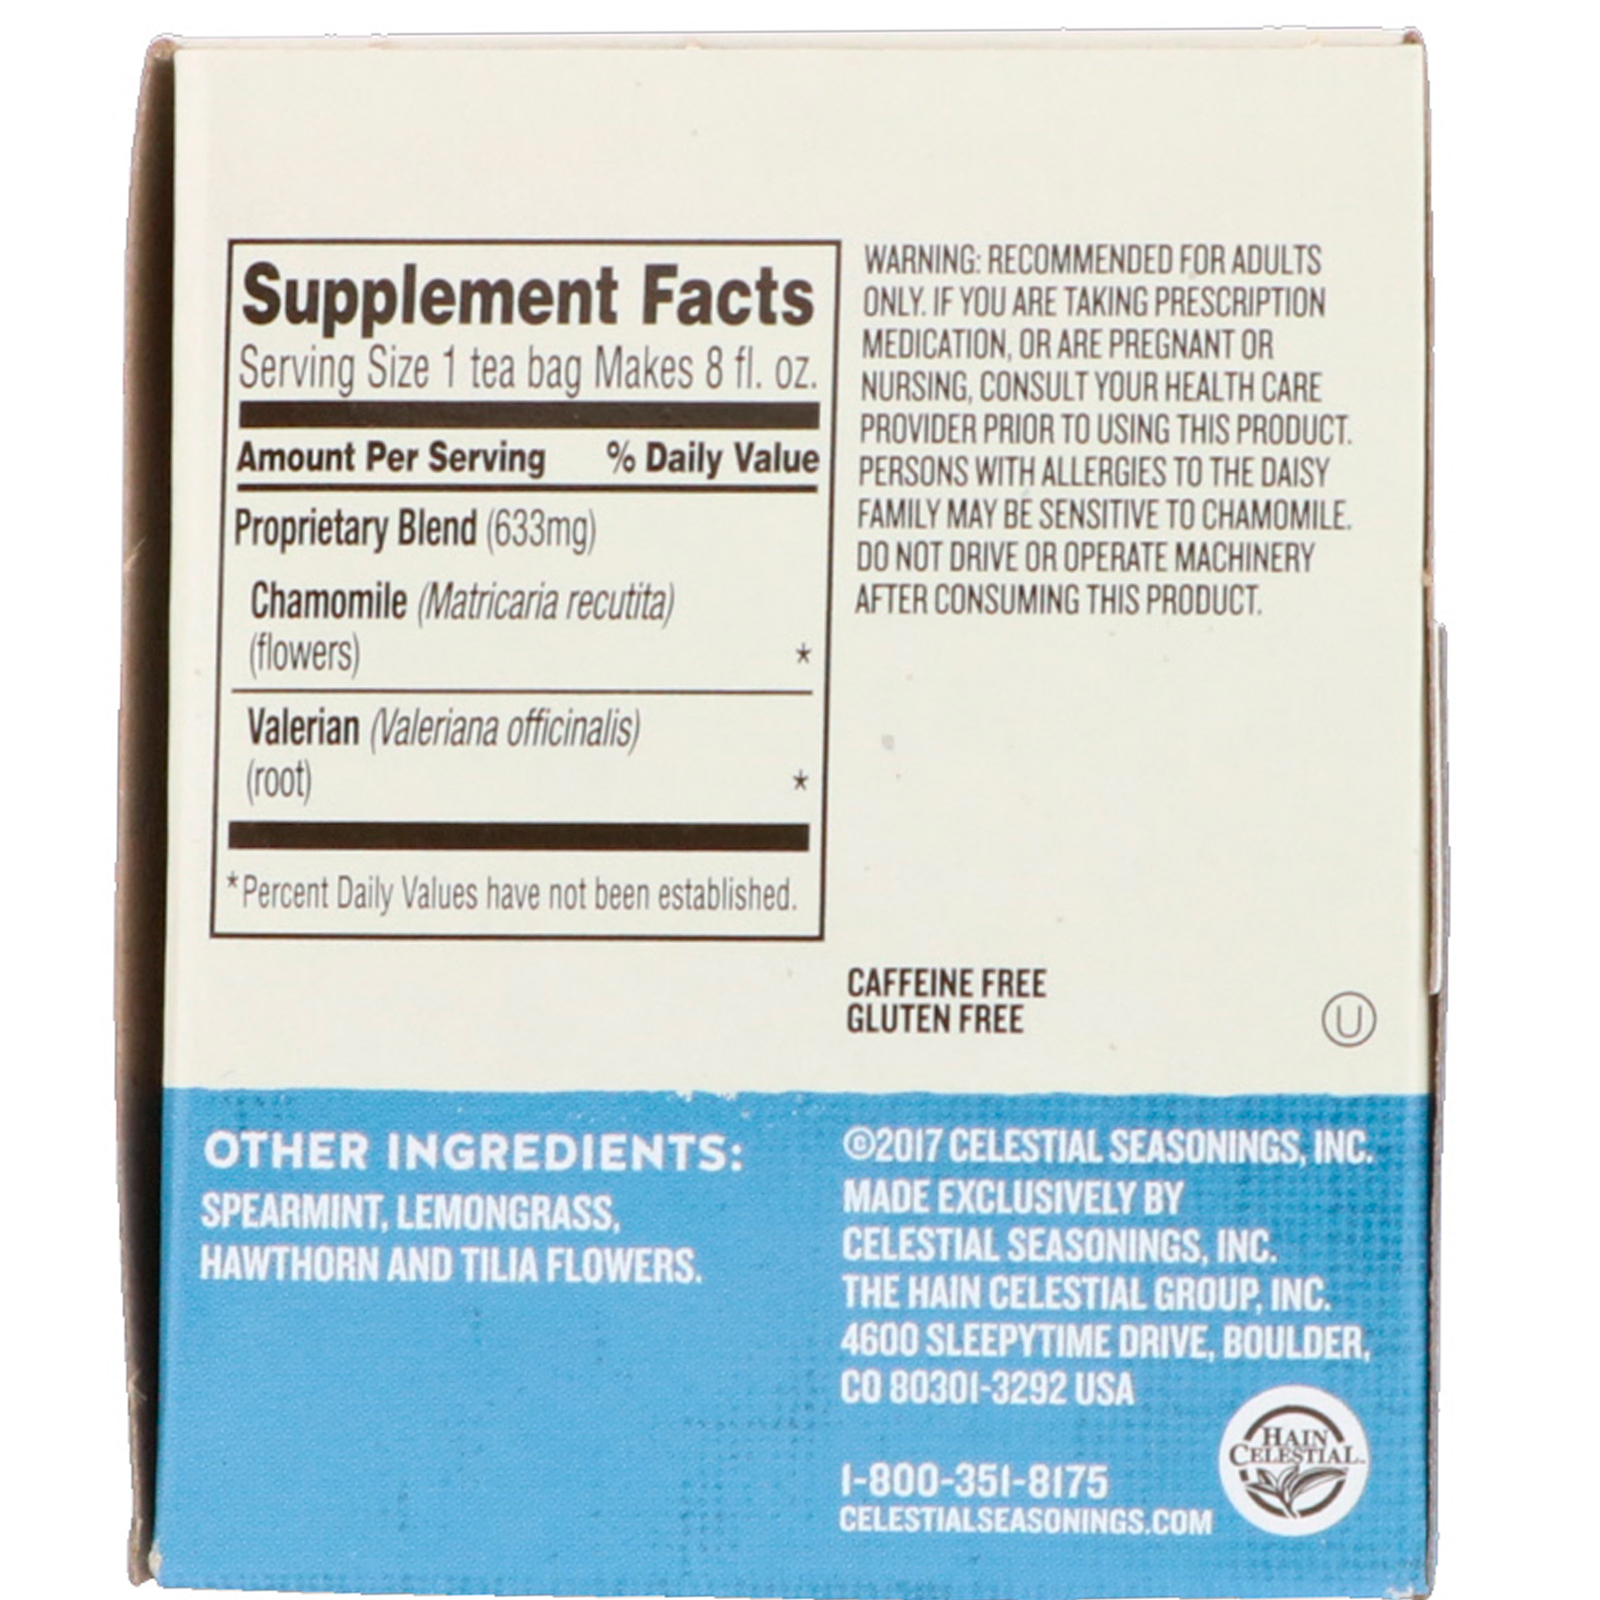 Supplement Facts
Serving Size 1 tea bag Makes 8 fl. oz.
Amount Per Serving % Daily Value
Proprietary Blend (633mg)
Chamomile (Matricaria recutita)
(flowers) *
Valerian (Valeriana officinalis)
(root) *
*Percent Daily Values have not been established.
WARNING: RECOMMENDED FOR ADULTS
ONLY. IF YOU ARE TAKING PRESCRIPTION
MEDICATION, OR ARE PREGNANT OR
NURSING, CONSULT YOUR HEALTH CARE
PROVIDER PRIOR TO USING THIS PRODUCT.
PERSONS WITH ALLERGIES TO THE DAISY
FAMILY MAY BE SENSITIVE TO CHAMOMILE.
DO NOT DRIVE OR OPERATE MACHINERY
AFTER CONSUMING THIS PRODUCT.
CAFFEINE FREE
GLUTEN FREE
U
OTHER INGREDIENTS:
SPEARMINT, LEMONGRASS,
HAWTHORN AND TILIA FLOWERS.
©2017 CELESTIAL SEASONINGS, INC.
MADE EXCLUSIVELY BY
CELESTIAL SEASONINGS, INC.
THE HAIN CELESTIAL GROUP, INC.
4600 SLEEPYTIME DRIVE, BOULDER,
CO 80301-3292 USA
1-800-351-8175
CELESTIALSEASONINGS.COM
HAIN
CELESTIAL